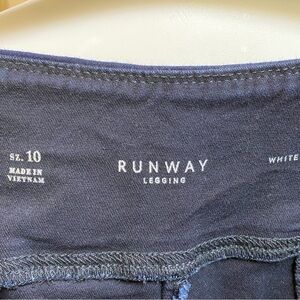 sz. 10
MADE IN
VIETNAM
RUNWAY
LEGGING
WHITE